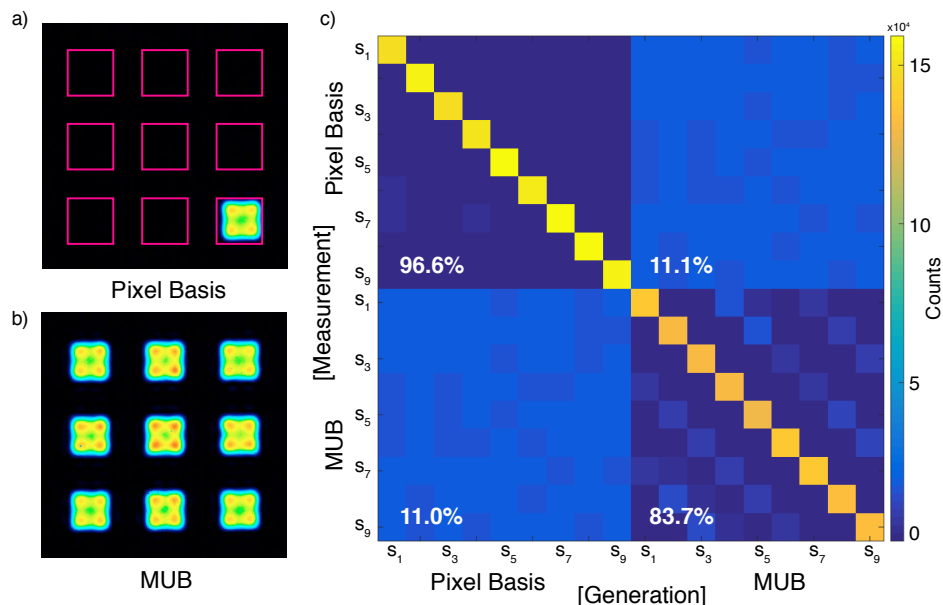 a)
Pixel Basis
b)
MUB
c)
[Measurement]
Pixel Basis
MUB
S1
S3
S5
S7
S9
S1
S3
S5
S7
S9
96.6%
11.1%
11.0%
83.7%
S1 S3 S5 S7 S9 S1 S3 S5 S7 S9
Pixel Basis
[Generation]
MUB
x10⁴
15
10
5
0
Counts